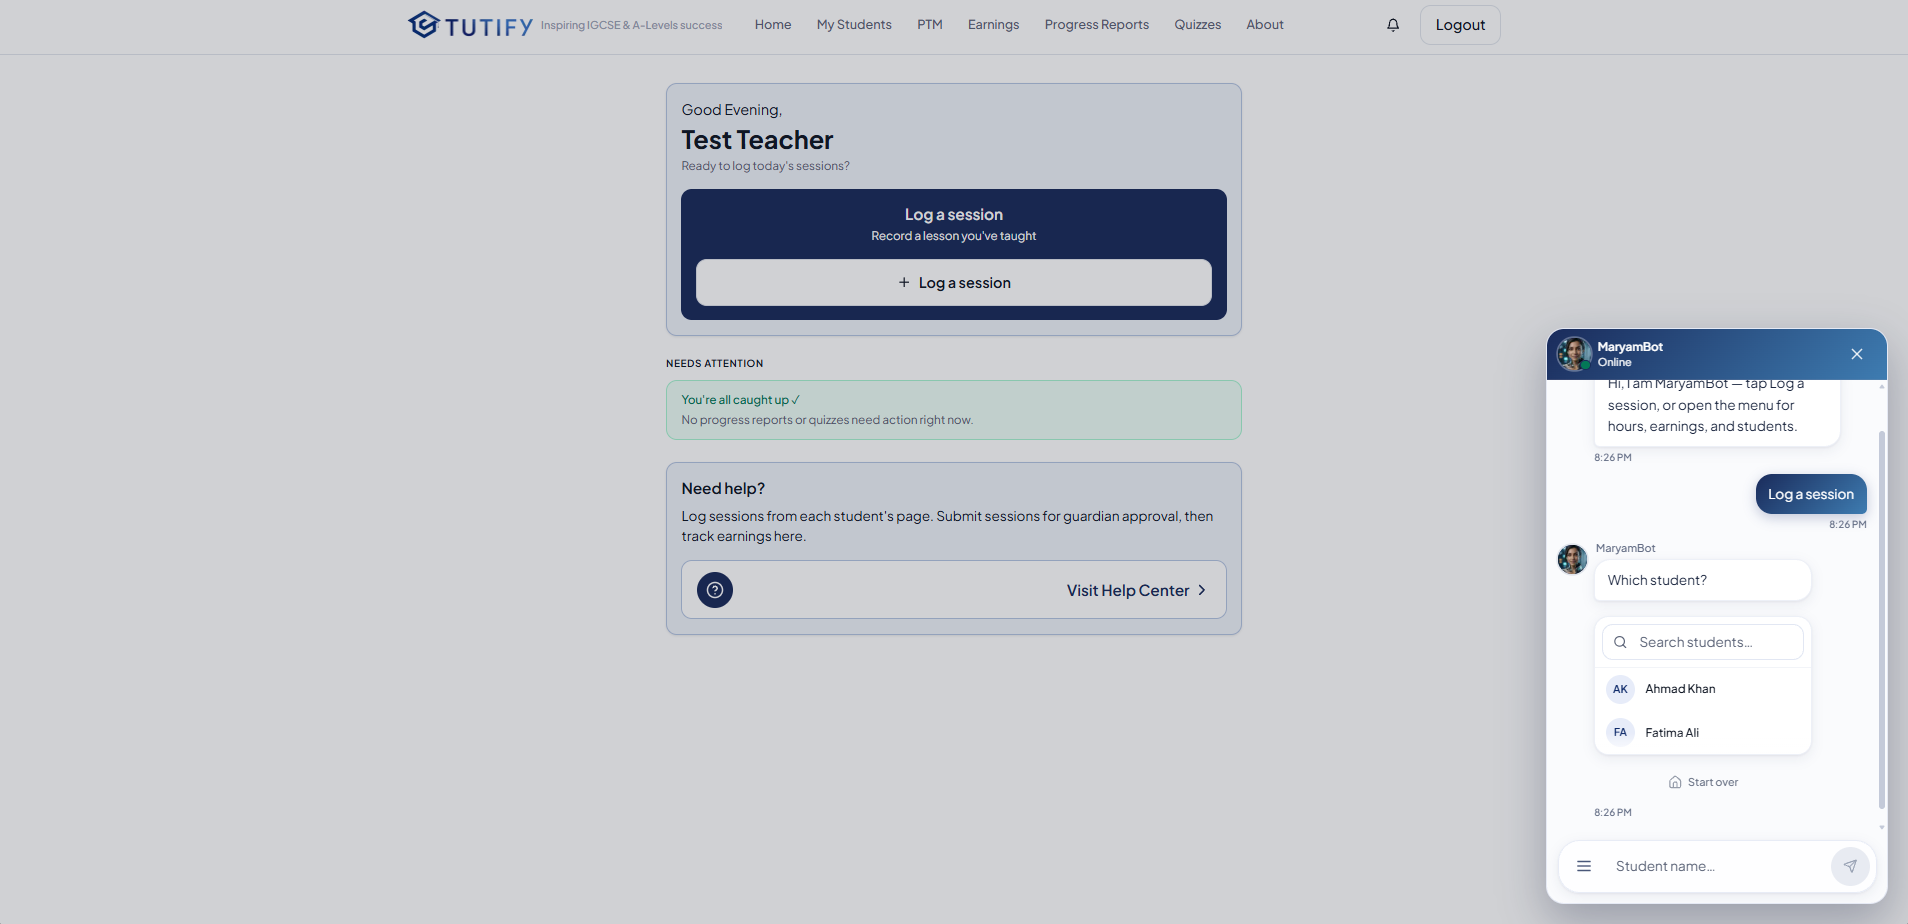 TUTIFY Inspiring IGCSE & A-Levels success Home My Students PTM Earnings Progress Reports Quizzes About Logout
Good Evening,
Test Teacher
Ready to log today's sessions?
Log a session
Record a lesson you've taught
+ Log a session
NEEDS ATTENTION
You're all caught up ✓
No progress reports or quizzes need action right now.
Need help?
Log sessions from each student's page. Submit sessions for guardian approval, then
track earnings here.
Visit Help Center
MaryamBot
Online
Hi, I am MaryamBot — tap Log a
session, or open the menu for
hours, earnings, and students.
8:26 PM
Log a session
8:26 PM
MaryamBot
Which student?
Search students...
AK Ahmad Khan
FA Fatima Ali
Start over
8:26 PM
Student name...